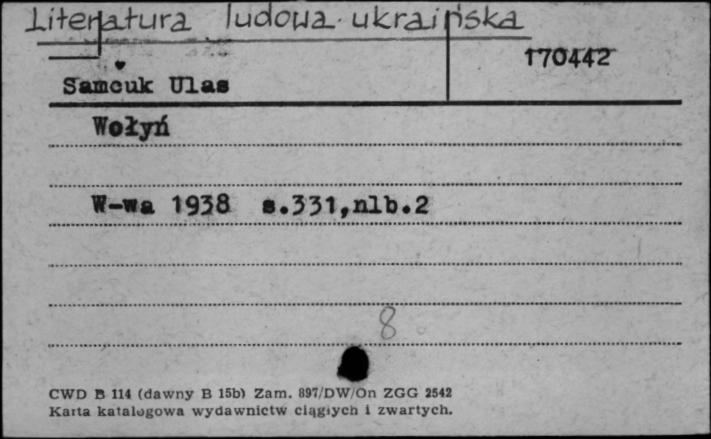 Literatura ludowa ukraińska
170442
Samčuk Ulas
Wołyń
W-wa 1938 s.331,nlb.2
8
CWD B 114 (dawny B 15b) Zam. 897/DW/On ZGG 2542
Karta katalogowa wydawnictw ciągłych i zwartych.